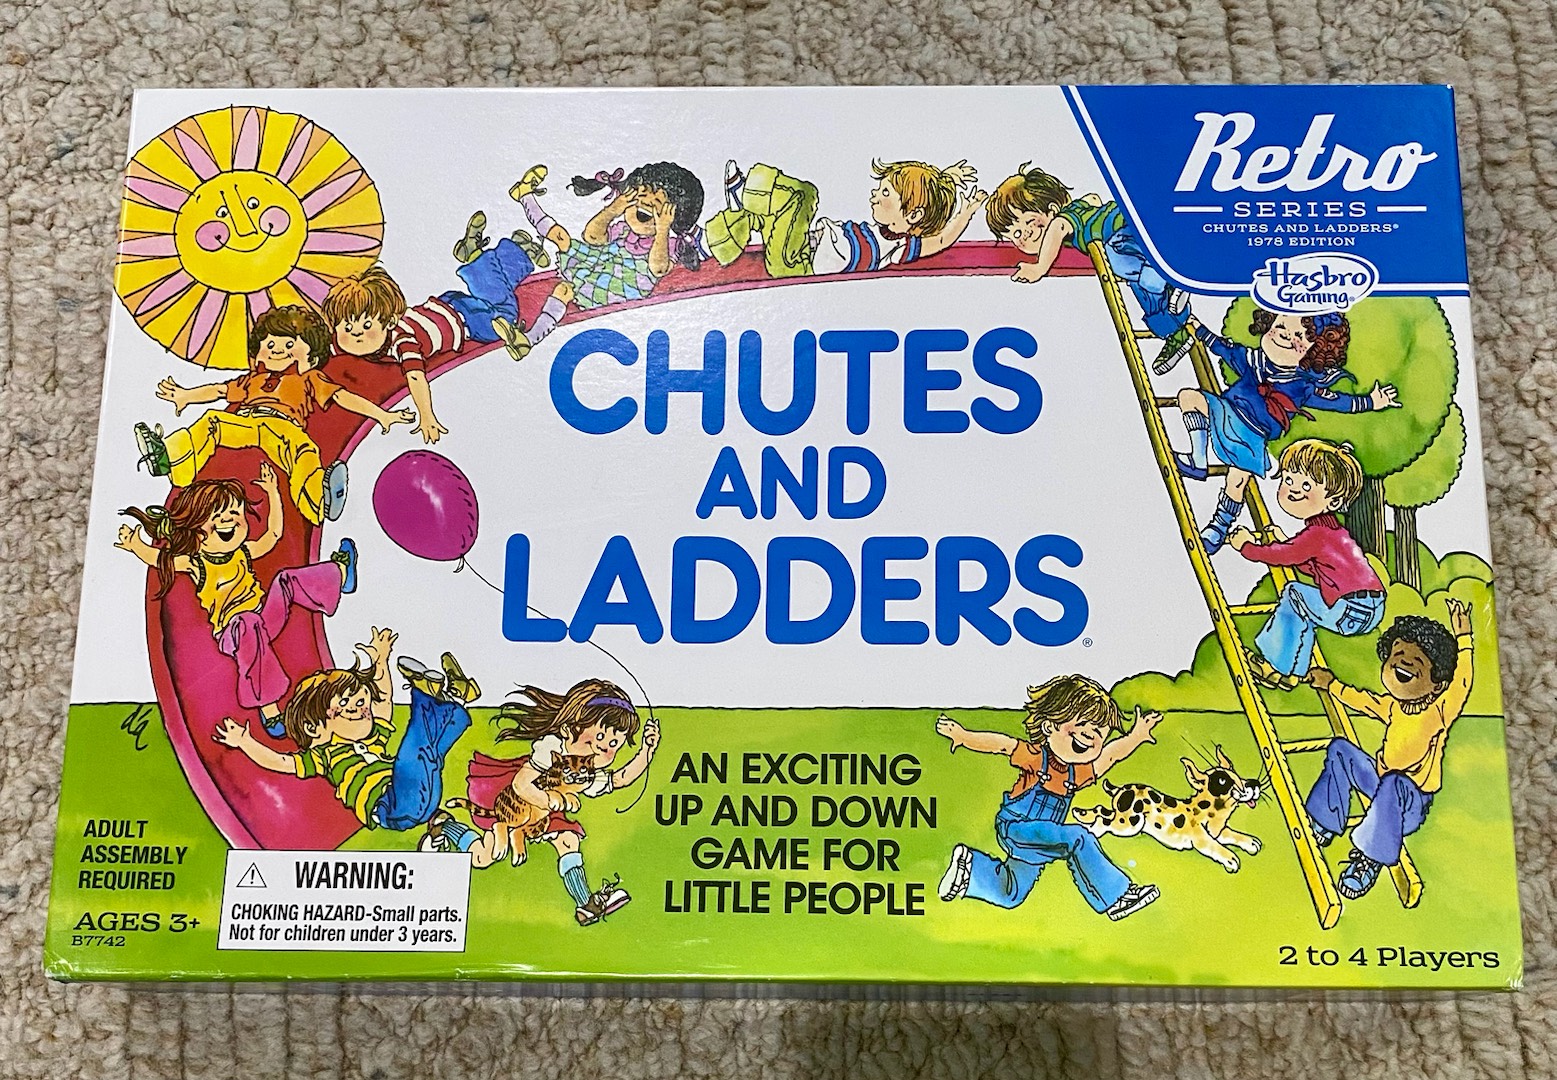 Retro
SERIES
CHUTES AND LADDERS®
1978 EDITION
Hasbro
Gaming®
CHUTES
AND
LADDERS®
AN EXCITING
UP AND DOWN
GAME FOR
LITTLE PEOPLE
ADULT
ASSEMBLY
REQUIRED
AGES 3+
B7742
WARNING:
CHOKING HAZARD-Small parts.
Not for children under 3 years.
2 to 4 Players